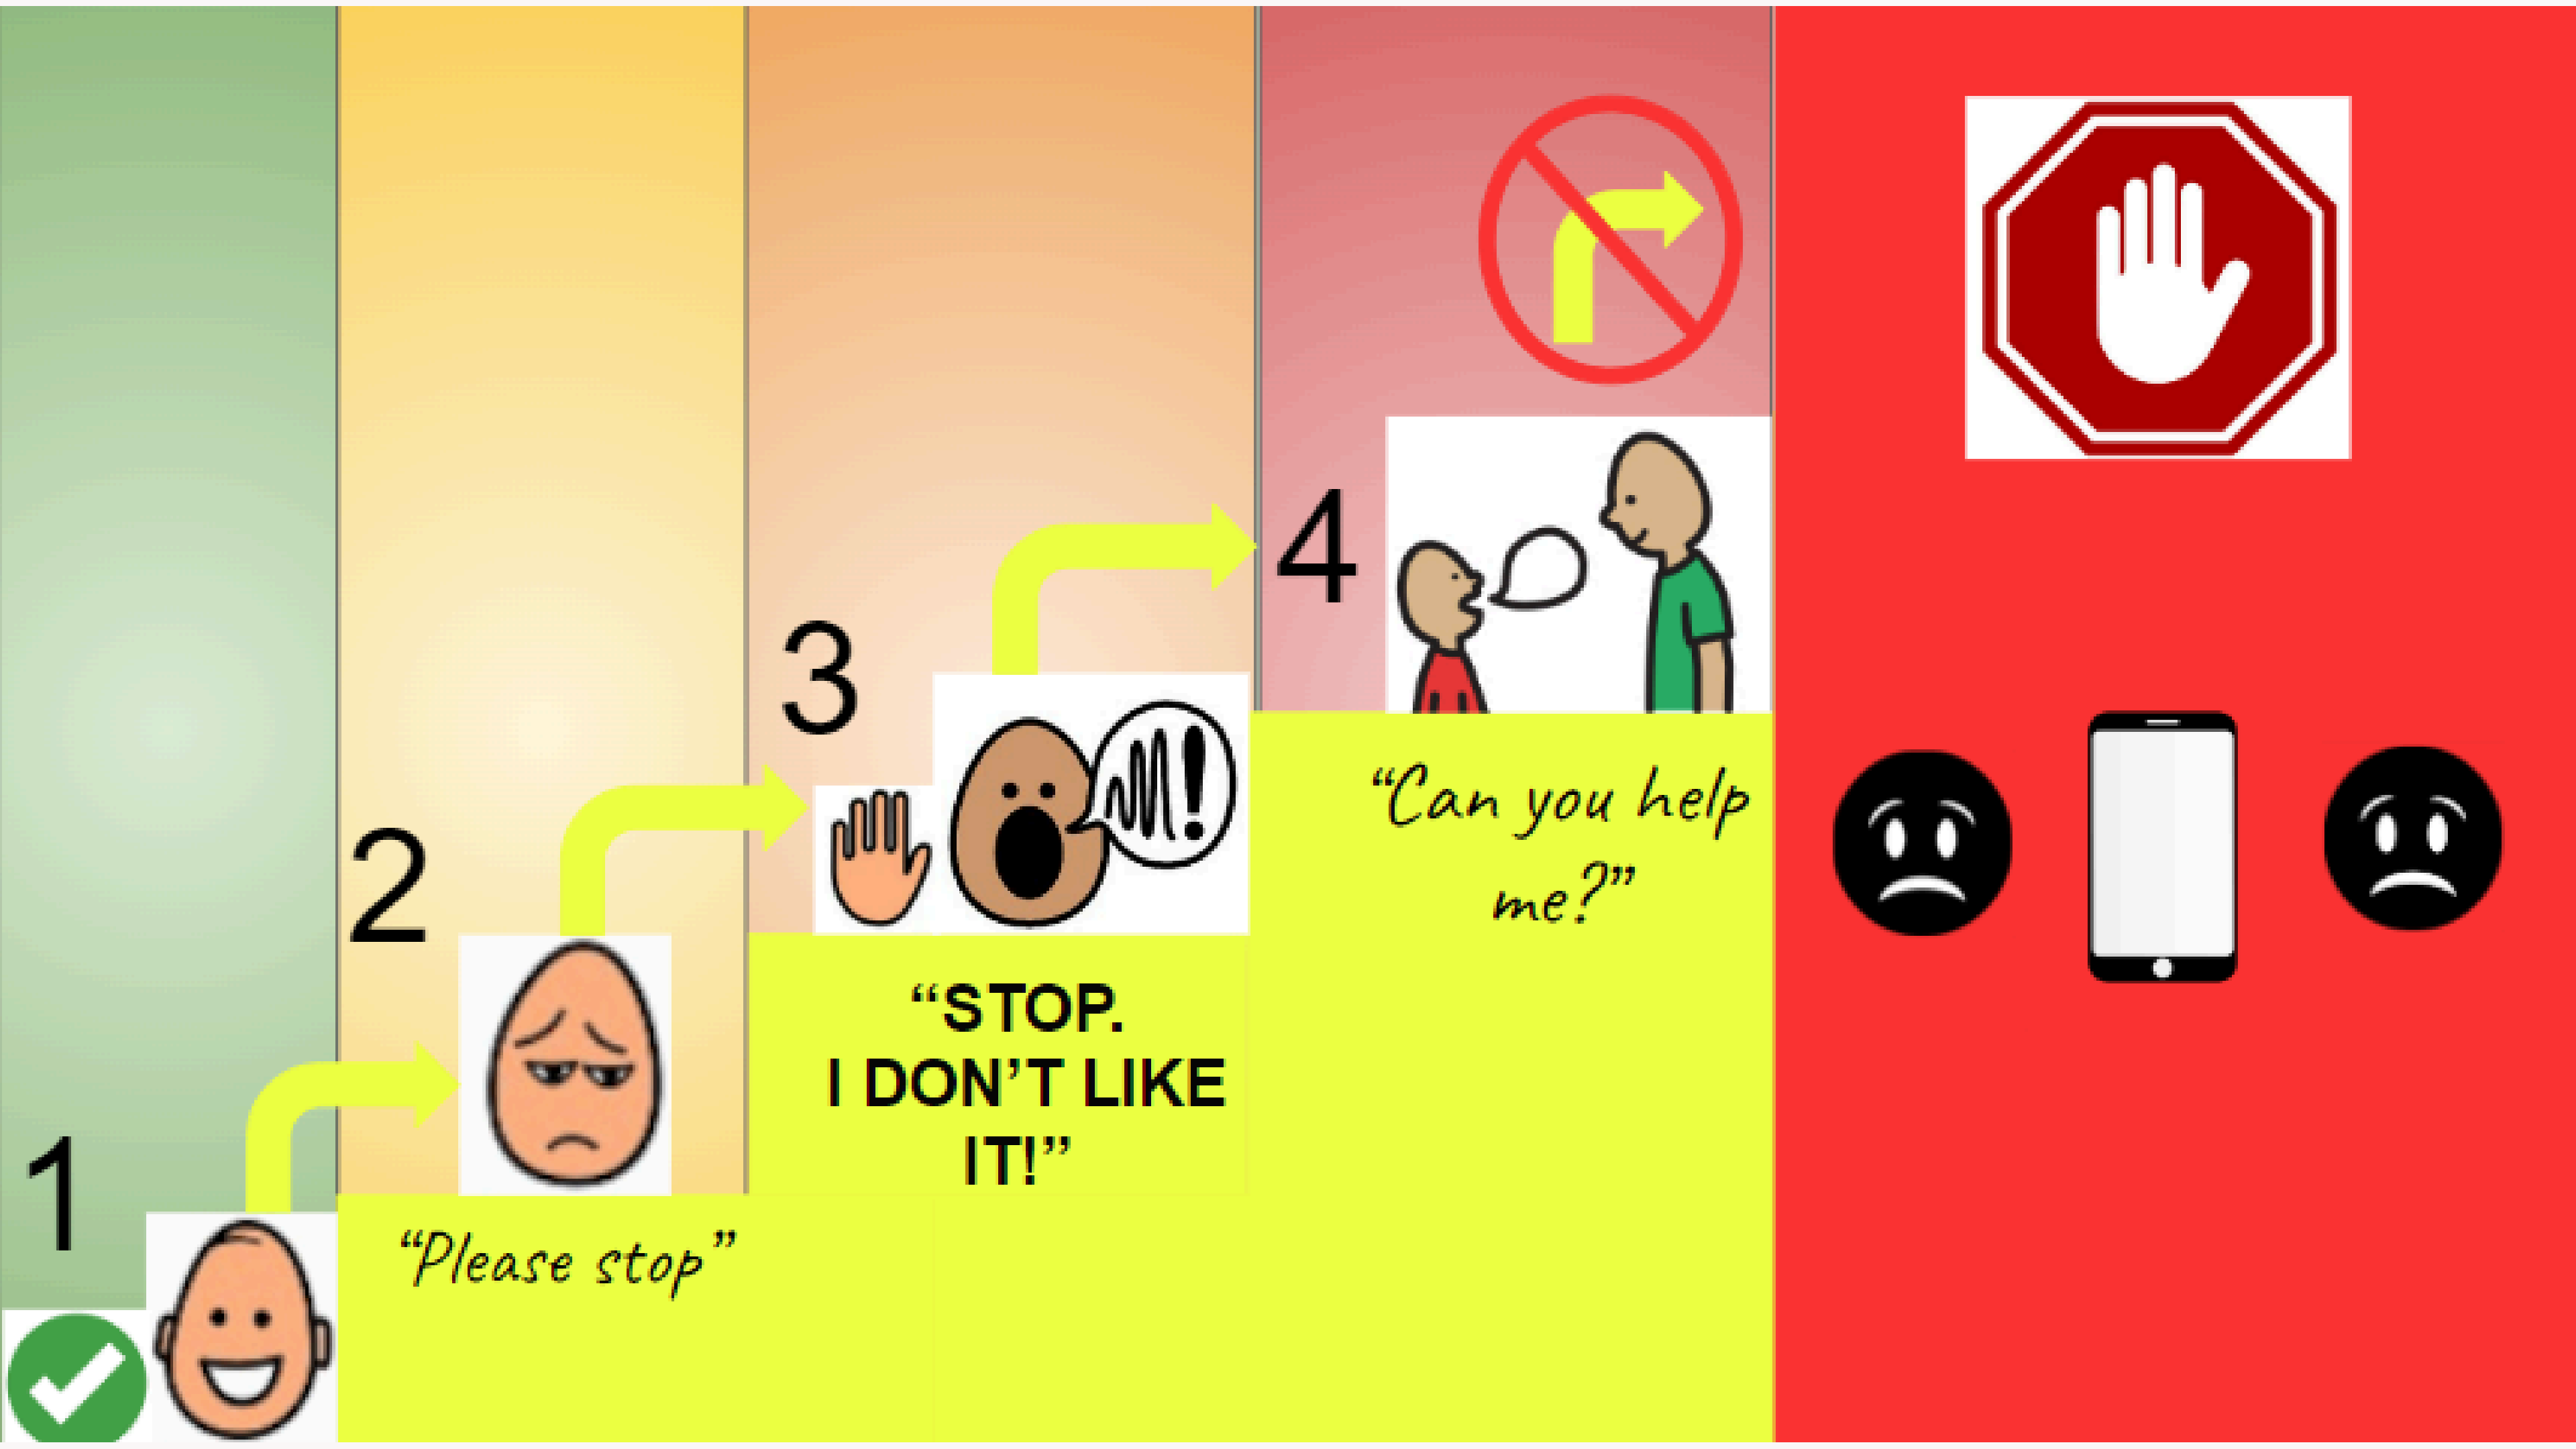 1
2
“Please stop”
3
“STOP.
I DON’T LIKE
IT!”
4
“Can you help
me?”